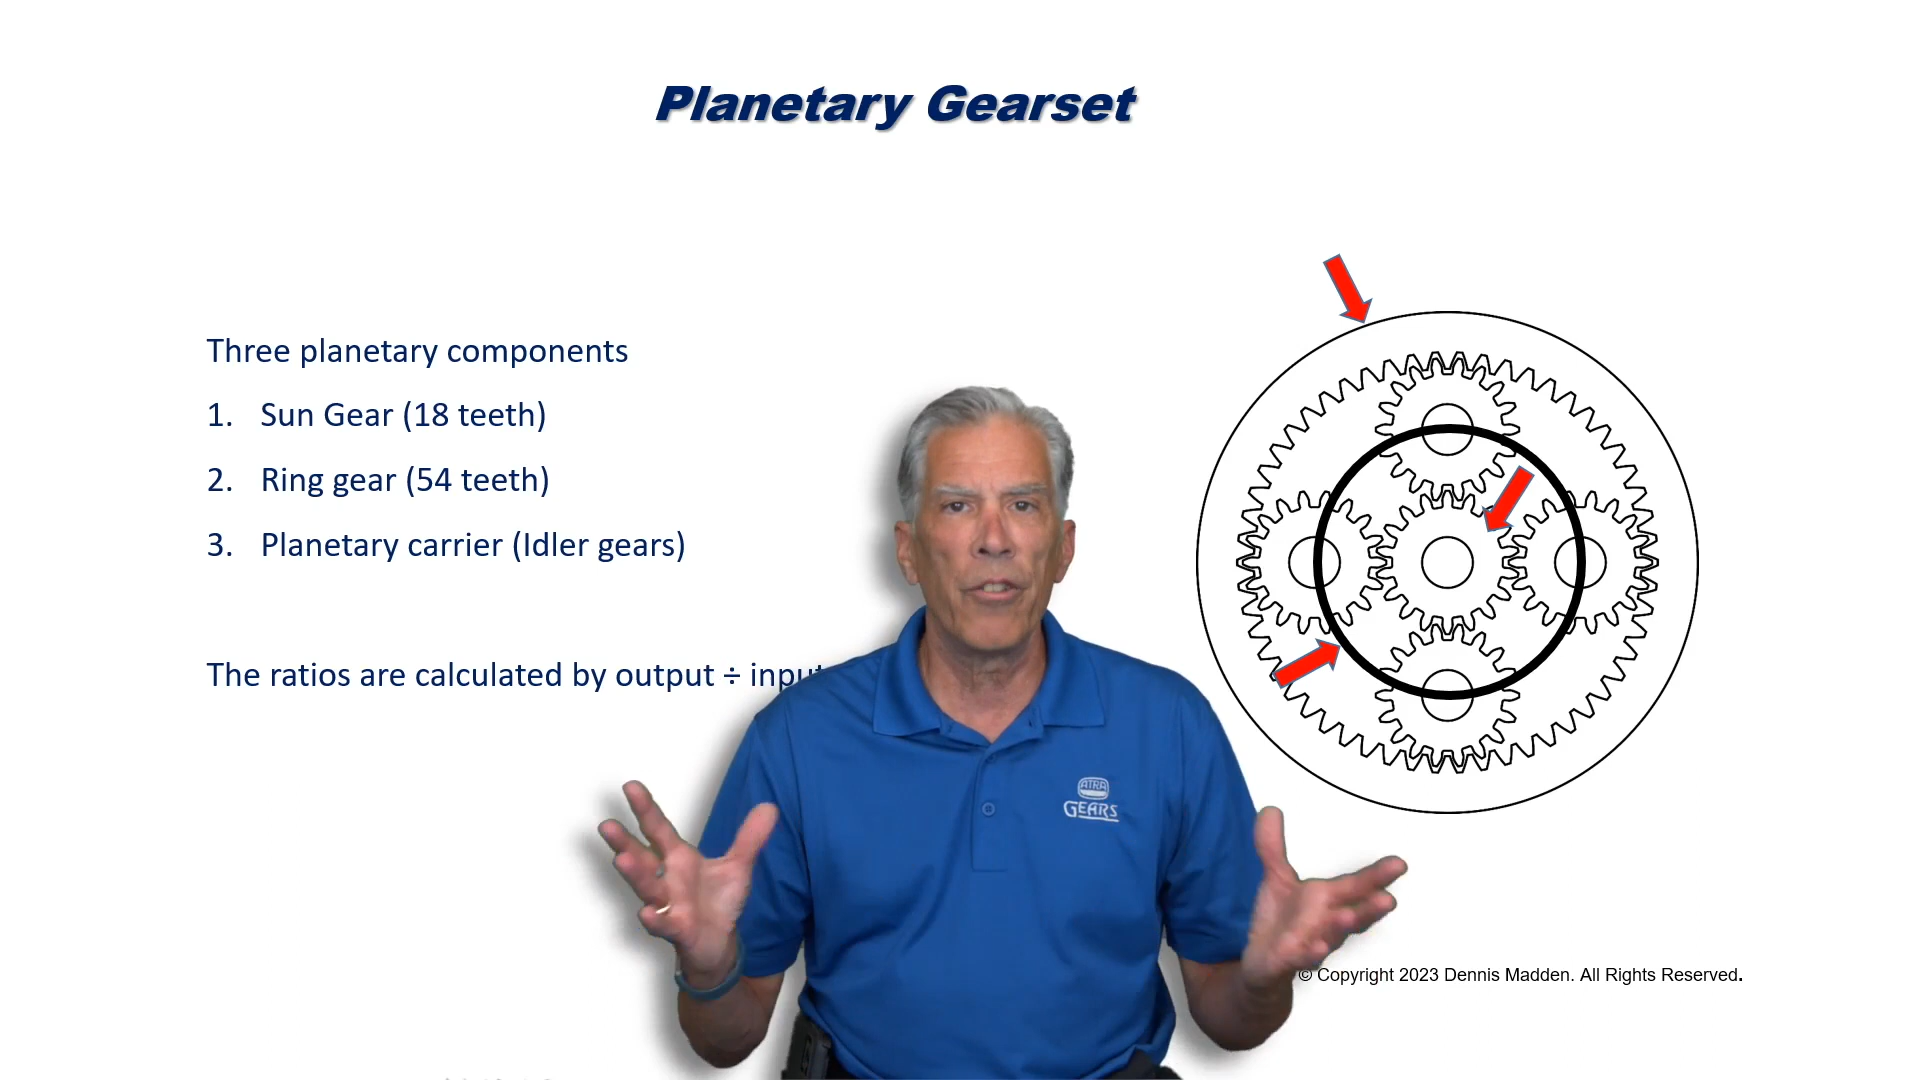 Planetary Gearset
Three planetary components
1. Sun Gear (18 teeth)
2. Ring gear (54 teeth)
3. Planetary carrier (Idler gears)
The ratios are calculated by output ÷ input
ATRA
GEARS
© Copyright 2023 Dennis Madden. All Rights Reserved.